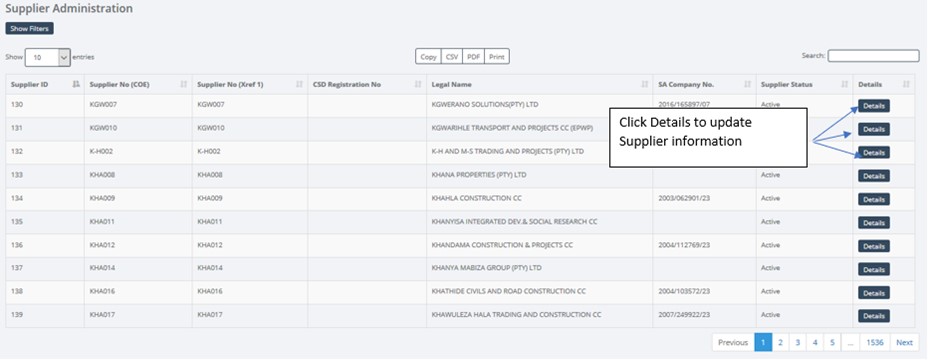 Supplier Administration
Show Filters
Show 10 entries Copy CSV PDF Print Search:
Supplier ID Supplier No (COE) Supplier No (Xref 1) CSD Registration No Legal Name SA Company No. Supplier Status Details
130 KGW007 KGW007 KGWERANO SOLUTIONS(PTY) LTD 2016/165897/07 Active Details
131 KGW010 KGW010 KGWARIHLE TRANSPORT AND PROJECTS CC (EPWP) Details
132 K-H002 K-H002 K-H AND M-S TRADING AND PROJECTS (PTY) LTD Details
Click Details to update
Supplier information
133 KHA008 KHA008 KHANA PROPERTIES (PTY) LTD Active Details
134 KHA009 KHA009 KHAHLA CONSTRUCTION CC 2003/062901/23 Active Details
135 KHA011 KHA011 KHANYISA INTEGRATED DEV.& SOCIAL RESEARCH CC Active Details
136 KHA012 KHA012 KHANDAMA CONSTRUCTION & PROJECTS CC 2004/112769/23 Active Details
137 KHA014 KHA014 KHANYA MABIZA GROUP (PTY) LTD Active Details
138 KHA016 KHA016 KHATHIDE CIVILS AND ROAD CONSTRUCTION CC 2004/103572/23 Active Details
139 KHA017 KHA017 KHAWULEZA HALA TRADING AND CONSTRUCTION CC 2007/249922/23 Active Details
Previous 1 2 3 4 5 ... 1536 Next